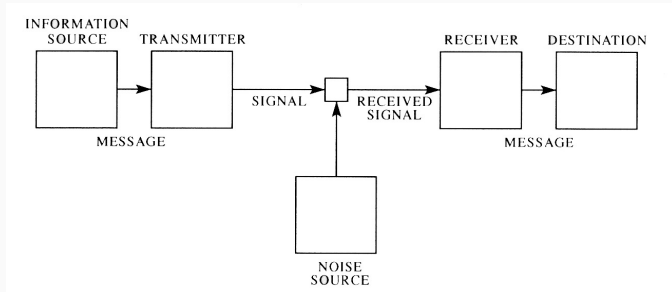 INFORMATION
SOURCE
TRANSMITTER
RECEIVER
DESTINATION
SIGNAL
RECEIVED
SIGNAL
MESSAGE
MESSAGE
NOISE
SOURCE